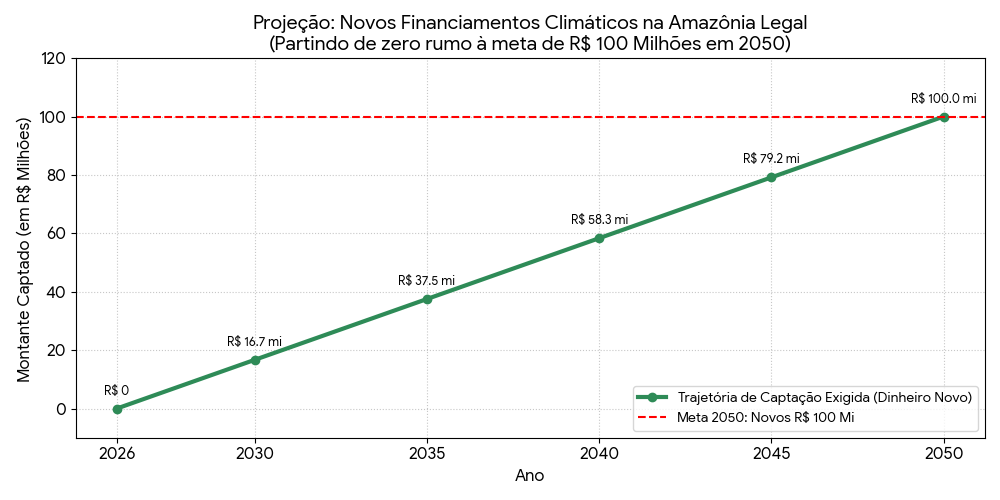 Projeção: Novos Financiamentos Climáticos na Amazônia Legal
(Partindo de zero rumo à meta de R$ 100 Milhões em 2050)
Montante Captado (em R$ Milhões)
120
100
80
60
40
20
0
R$ 0
R$ 16.7 mi
R$ 37.5 mi
R$ 58.3 mi
R$ 79.2 mi
R$ 100.0 mi
Trajetória de Captação Exigida (Dinheiro Novo)
Meta 2050: Novos R$ 100 Mi
2026
2030
2035
2040
2045
2050
Ano